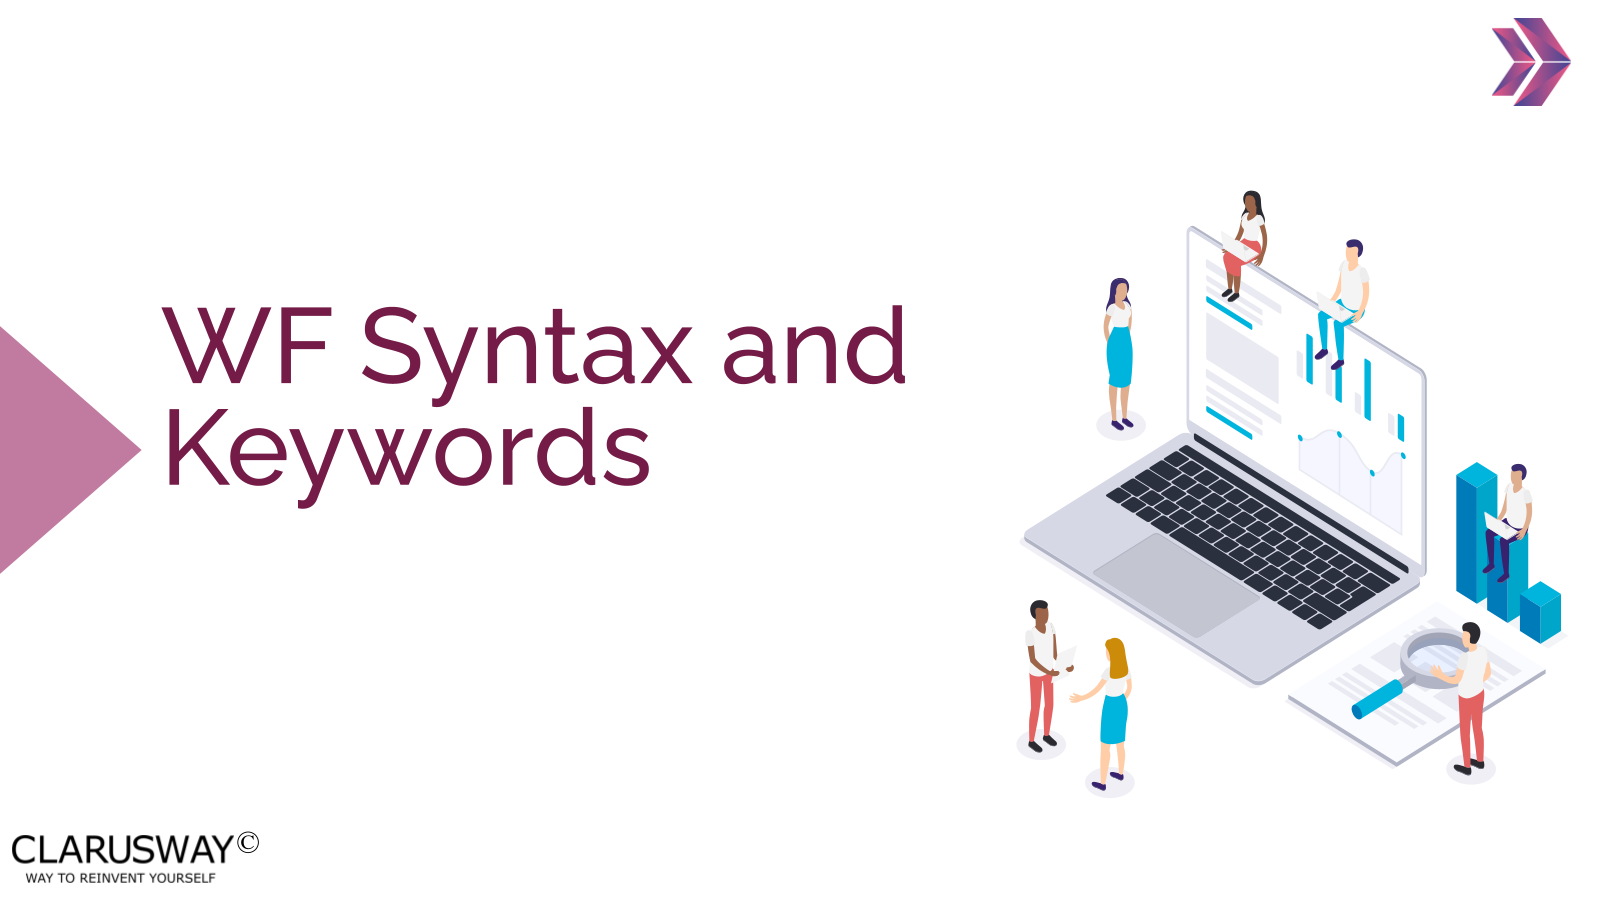 WF Syntax and
Keywords
CLARUSWAY©
WAY TO REINVENT YOURSELF